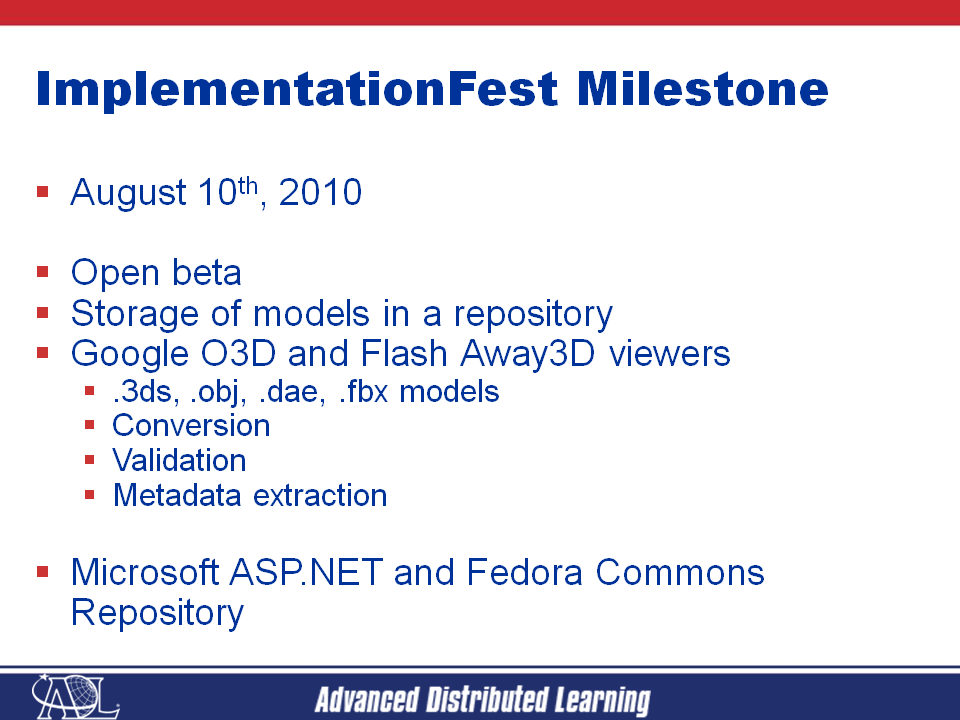 ImplementationFest Milestone
August 10th, 2010
Open beta
Storage of models in a repository
Google O3D and Flash Away3D viewers
.3ds, .obj, .dae, .fbx models
Conversion
Validation
Metadata extraction
Microsoft ASP.NET and Fedora Commons
Repository
ADL
Advanced Distributed Learning